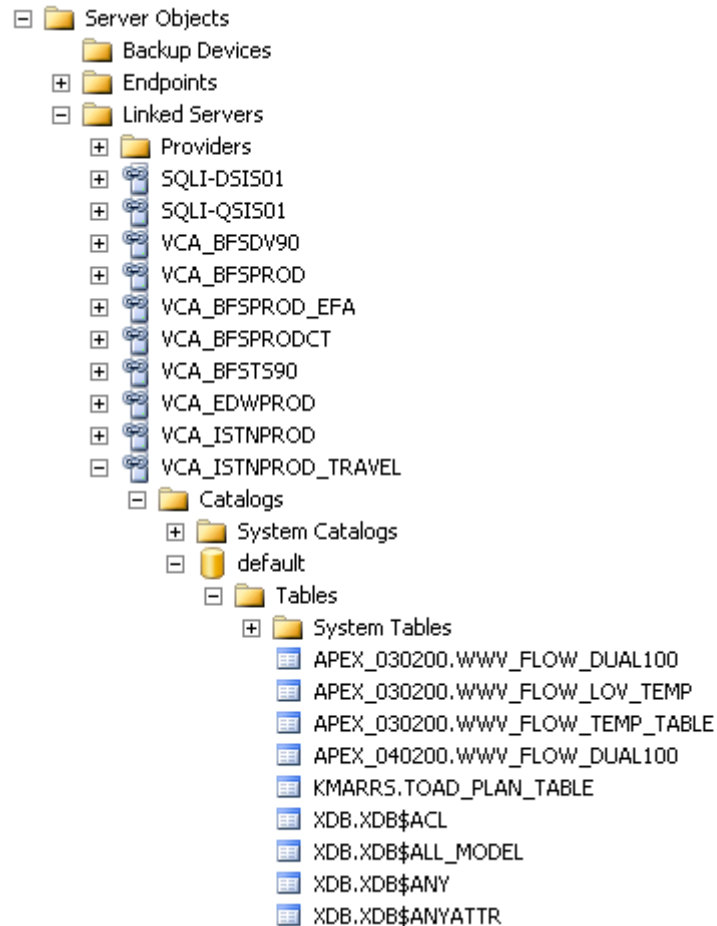 Server Objects
Backup Devices
Endpoints
Linked Servers
Providers
SQLI-DSIS01
SQLI-QSIS01
VCA_BFSDV90
VCA_BFSPROD
VCA_BFSPROD_EFA
VCA_BFSPRODCT
VCA_BFSTS90
VCA_EDWPROD
VCA_ISTNPROD
VCA_ISTNPROD_TRAVEL
Catalogs
System Catalogs
default
Tables
System Tables
APEX_030200.WWV_FLOW_DUAL100
APEX_030200.WWV_FLOW_LOV_TEMP
APEX_030200.WWV_FLOW_TEMP_TABLE
APEX_040200.WWV_FLOW_DUAL100
KMARRS.TOAD_PLAN_TABLE
XDB.XDB$ACL
XDB.XDB$ALL_MODEL
XDB.XDB$ANY
XDB.XDB$ANYATTR